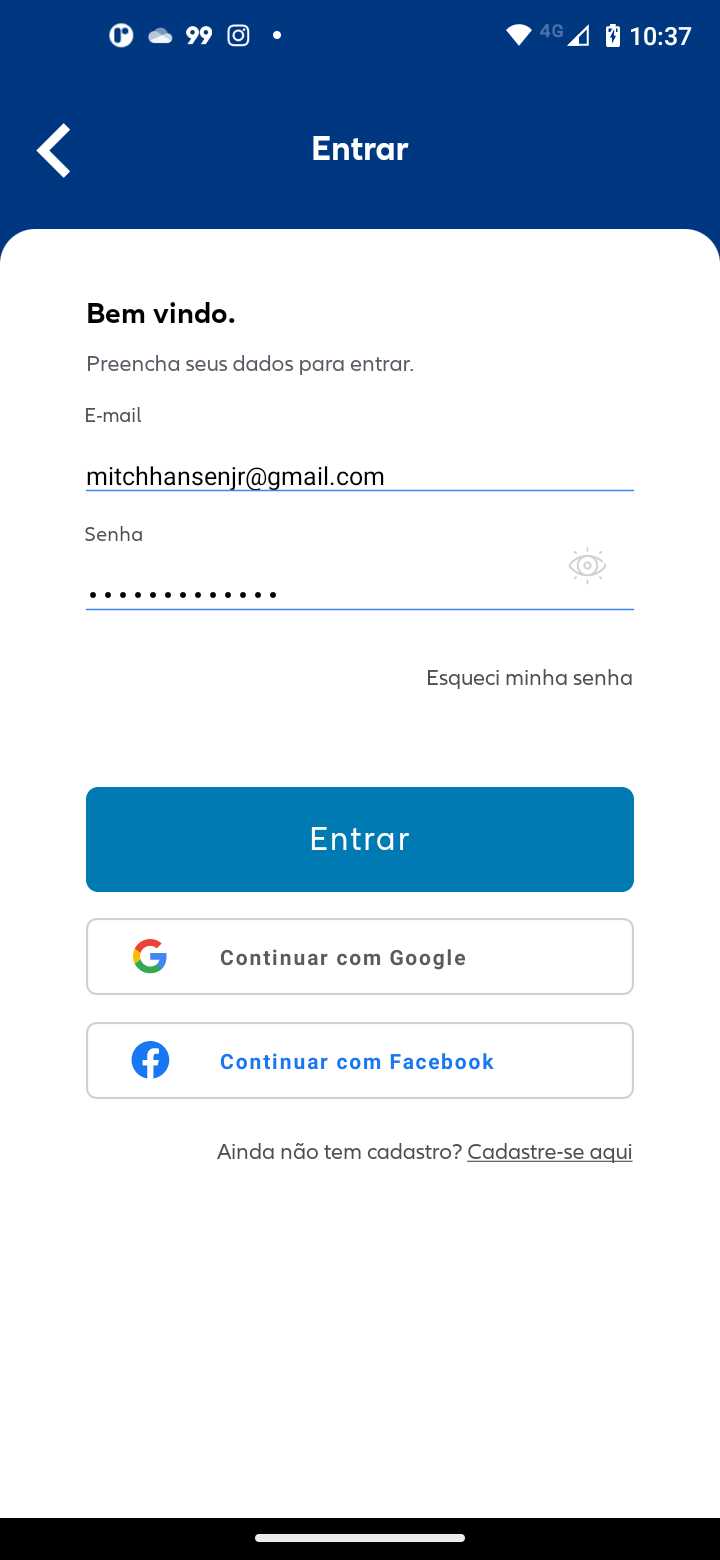 99
4G
10:37
Entrar
Bem vindo.
Preencha seus dados para entrar.
E-mail
mitchhansenjr@gmail.com
Senha
•••••••••••••
Esqueci minha senha
Entrar
Continuar com Google
Continuar com Facebook
Ainda não tem cadastro? Cadastre-se aqui